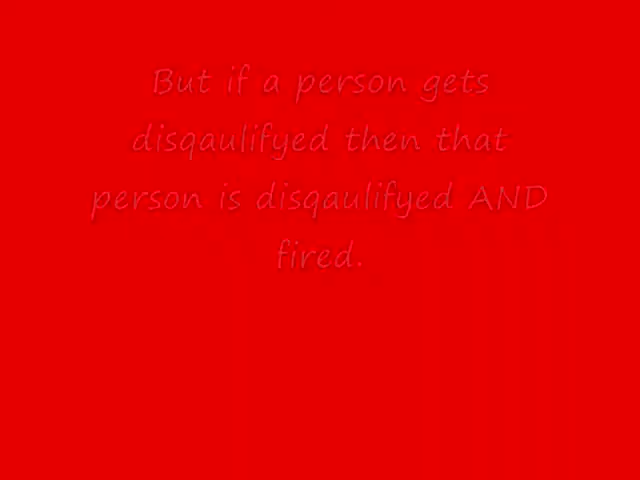 But if a person gets
disqaulifyed then that
person is disqaulifyed AND
fired.